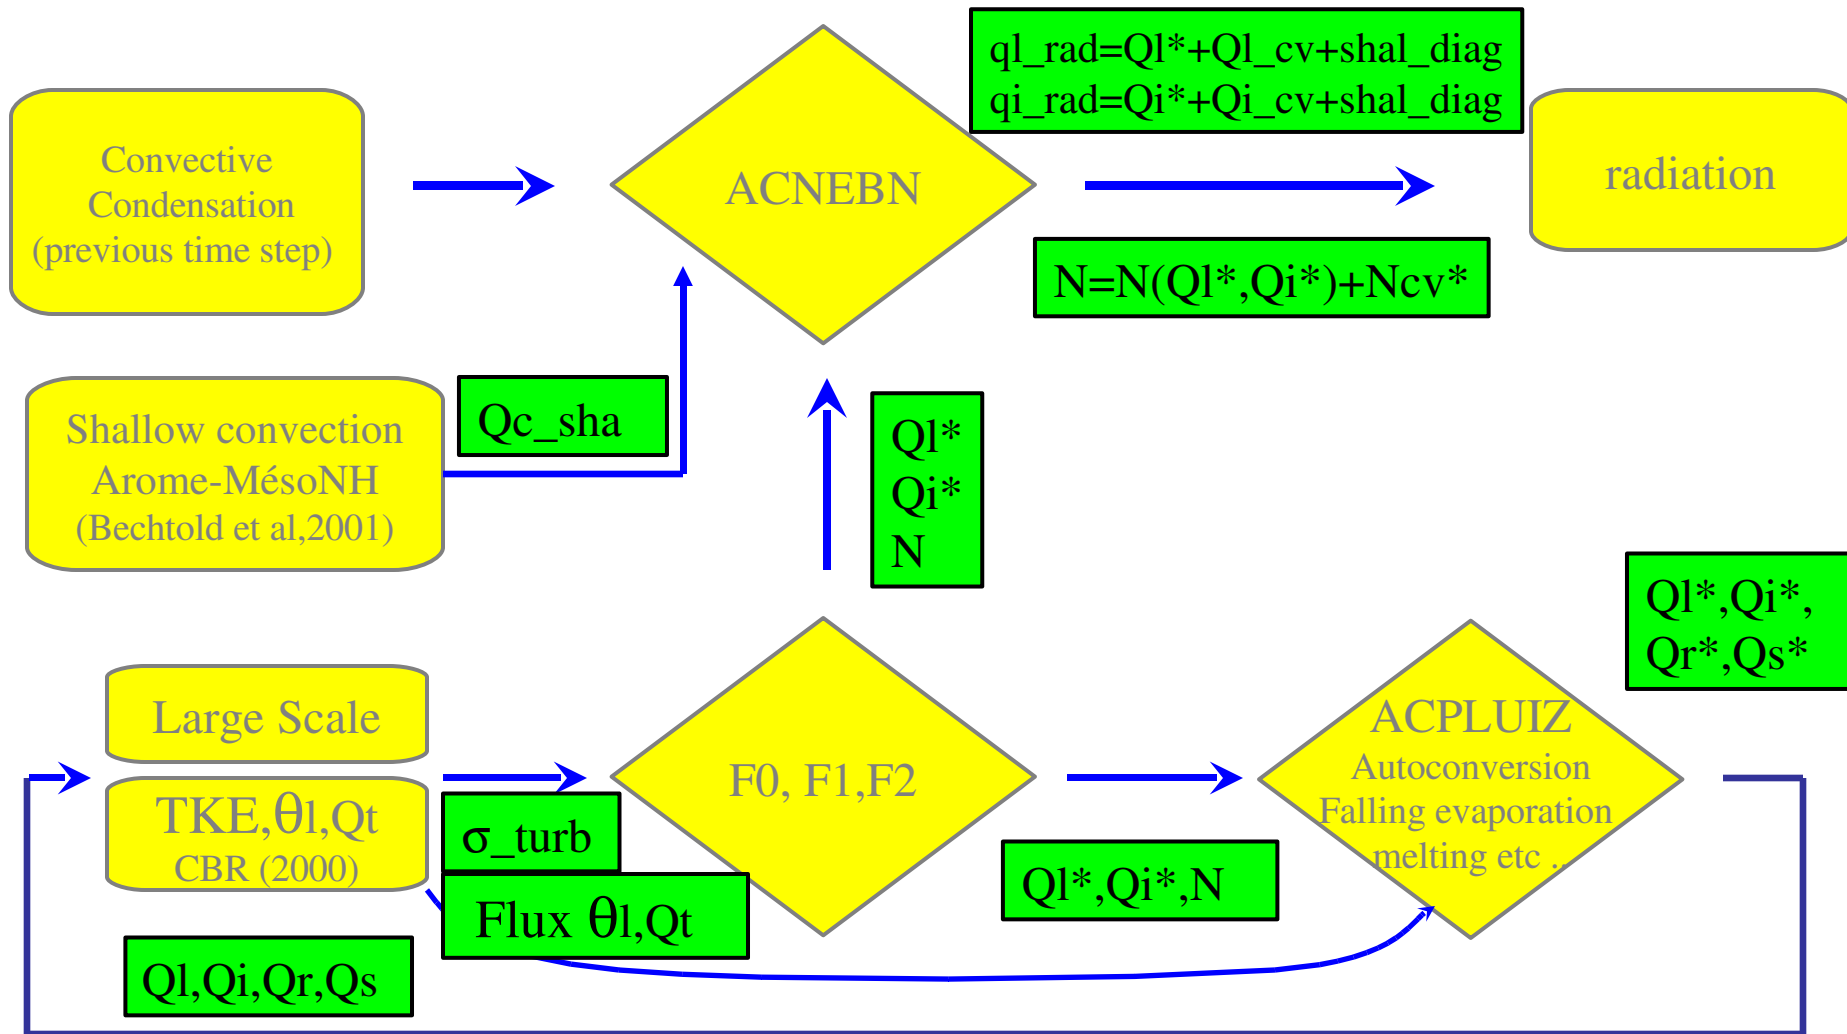 ql_rad=Ql*+Ql_cv+shal_diag
qi_rad=Qi*+Qi_cv+shal_diag
Convective
Condensation
(previous time step)
ACNEBN
radiation
N=N(Ql*,Qi*)+Ncv*
Shallow convection
Arome-MésoNH
(Bechtold et al,2001)
Qc_sha
Ql*
Qi*
N
Ql*,Qi*,
Qr*,Qs*
Large Scale
TKE,θl,Qt
CBR (2000)
σ_turb
Flux θl,Qt
F0, F1,F2
Ql*,Qi*,N
ACPLUIZ
Autoconversion
Falling evaporation
melting etc ..
Ql,Qi,Qr,Qs